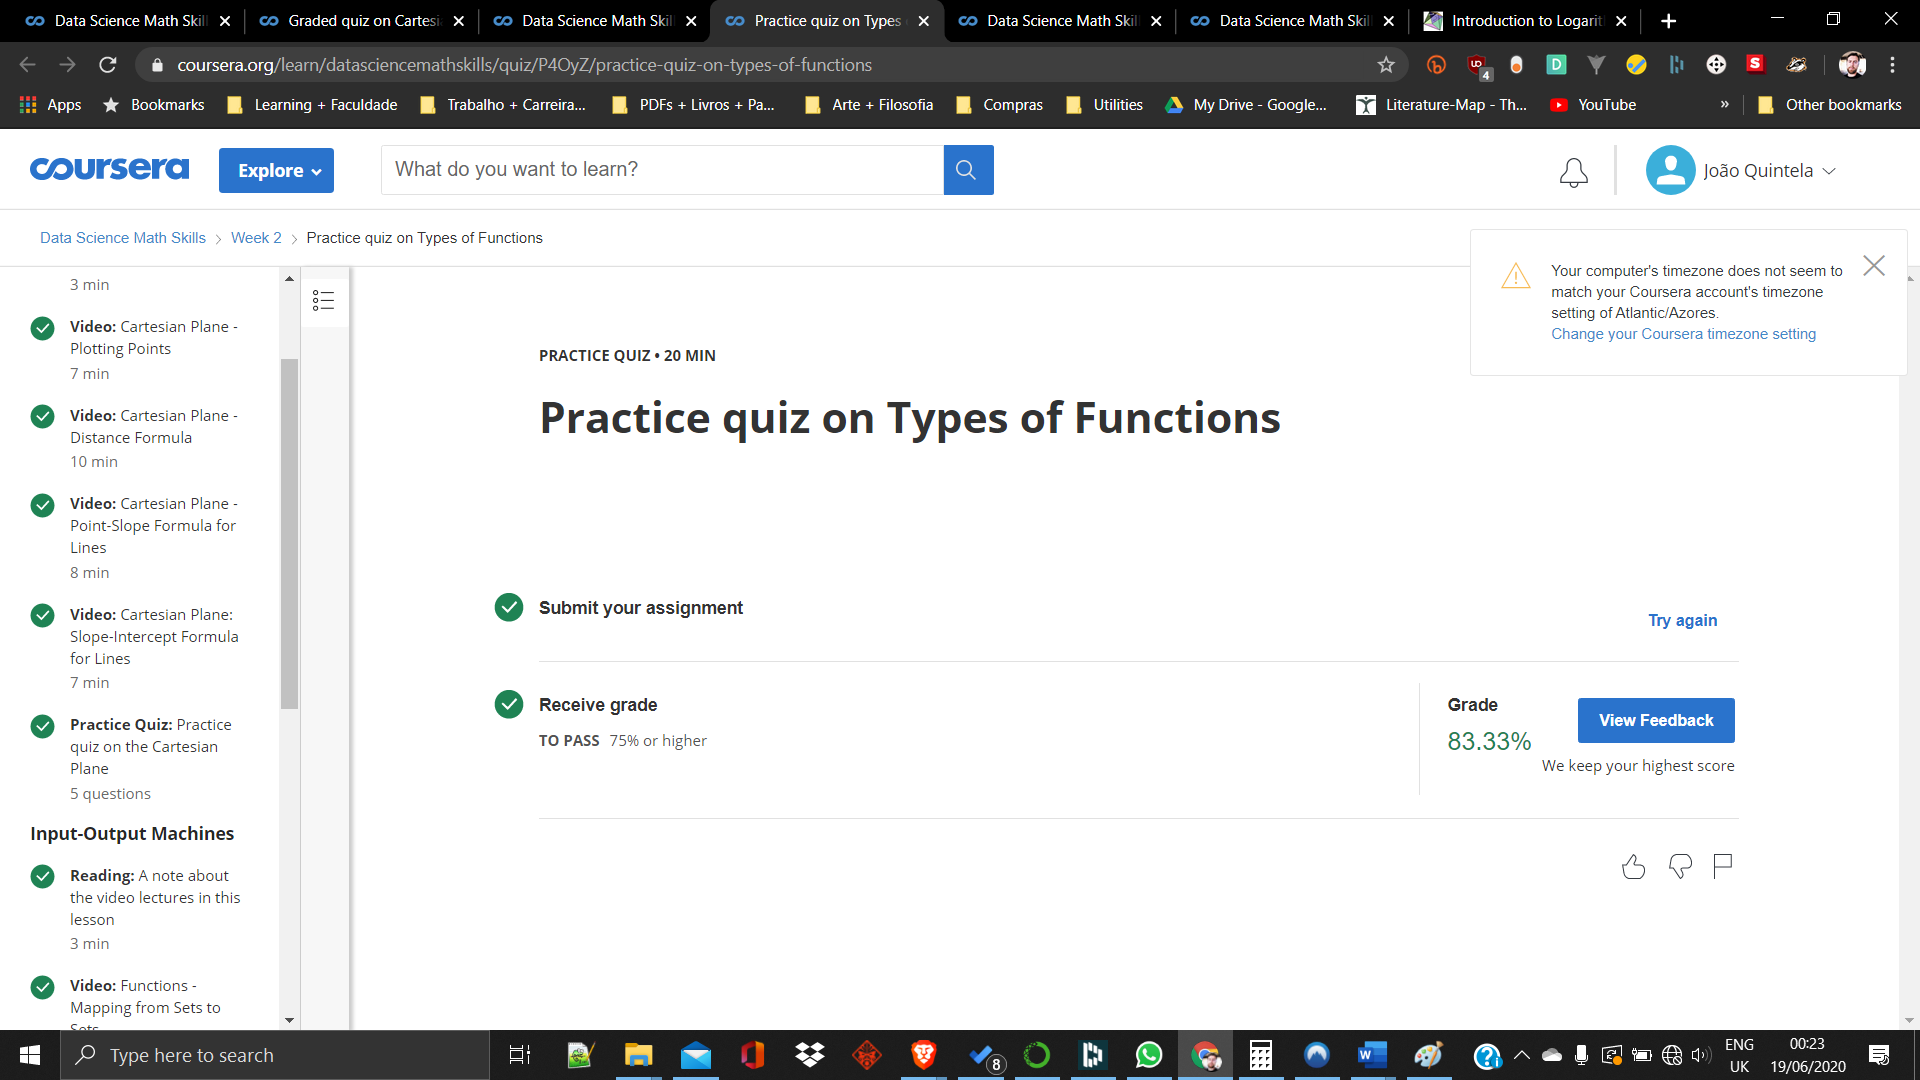 Data Science Math Skil
Graded quiz on Cartesi
Data Science Math Skil
Practice quiz on Types
Data Science Math Skil
Data Science Math Skil
Introduction to Logarit
coursera.org/learn/datasciencemathskills/quiz/P4OyZ/practice-quiz-on-types-of-functions
4
D
S
Apps
Bookmarks
Learning + Faculdade
Trabalho + Carreira...
PDFs + Livros + Pa...
Arte + Filosofia
Compras
Utilities
My Drive - Google...
Literature-Map - Th...
YouTube
»
Other bookmarks
coursera
Explore
What do you want to learn?
João Quintela
Data Science Math Skills
Week 2
Practice quiz on Types of Functions
Your computer's timezone does not seem to
match your Coursera account's timezone
setting of Atlantic/Azores.
Change your Coursera timezone setting
3 min
Video: Cartesian Plane -
Plotting Points
7 min
Video: Cartesian Plane -
Distance Formula
10 min
Video: Cartesian Plane -
Point-Slope Formula for
Lines
8 min
Video: Cartesian Plane:
Slope-Intercept Formula
for Lines
7 min
Practice Quiz: Practice
quiz on the Cartesian
Plane
5 questions
Input-Output Machines
Reading: A note about
the video lectures in this
lesson
3 min
Video: Functions -
Mapping from Sets to
Sets
PRACTICE QUIZ • 20 MIN
Practice quiz on Types of Functions
Submit your assignment
Try again
Receive grade
TO PASS 75% or higher
Grade
83.33%
View Feedback
We keep your highest score
Type here to search
8
ENG
UK
00:23
19/06/2020